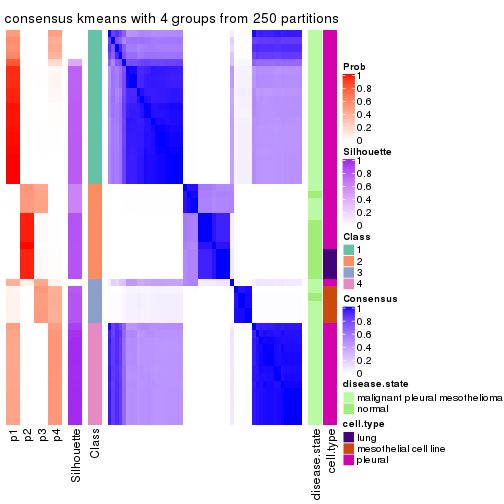 consensus kmeans with 4 groups from 250 partitions
Prob
1
0.8
0.6
0.4
0.2
0
Silhouette
1
0.8
0.6
0.4
0.2
0
Class
1
2
3
4
Consensus
1
0.8
0.6
0.4
0.2
0
disease.state
malignant pleural mesothelioma
normal
cell.type
lung
mesothelial cell line
pleural
p1
p2
p3
p4
Silhouette
Class
disease.state
cell.type